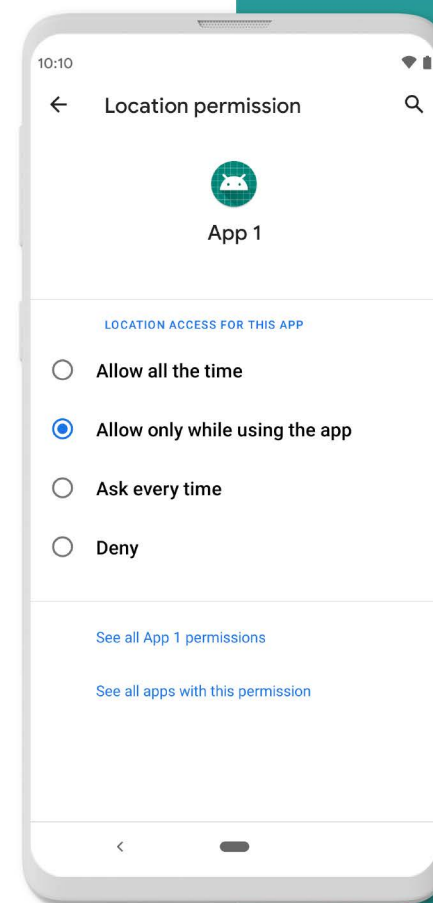 10:10
Location permission
App 1
LOCATION ACCESS FOR THIS APP
Allow all the time
Allow only while using the app
Ask every time
Deny
See all App 1 permissions
See all apps with this permission